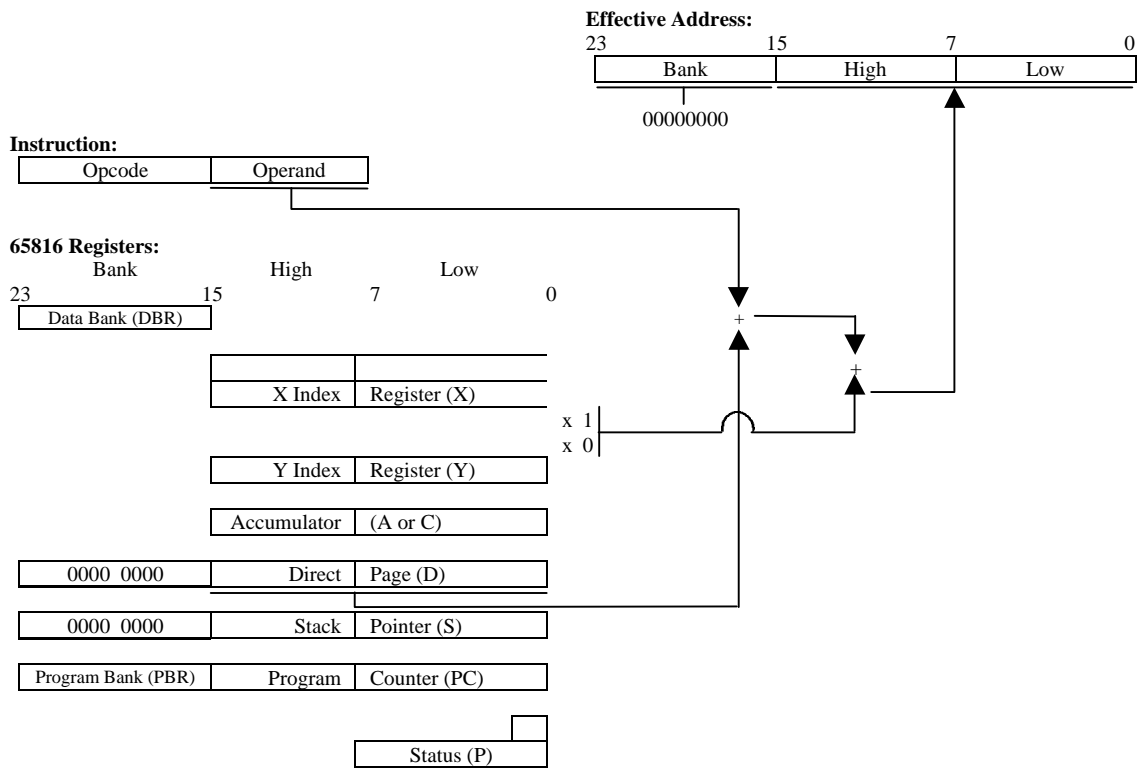 Effective Address:
23 15 7 0
Bank High Low
00000000
Instruction:
Opcode Operand
65816 Registers:
Bank High Low
23 15 7 0
Data Bank (DBR)
+
+
X Index Register (X)
x 1
x 0
Y Index Register (Y)
Accumulator (A or C)
0000 0000 Direct Page (D)
0000 0000 Stack Pointer (S)
Program Bank (PBR) Program Counter (PC)
Status (P)